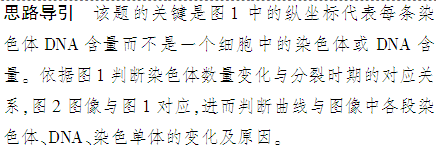 思路导引　该题的关键是图1中的纵坐标代表每条染
色体DNA含量而不是一个细胞中的染色体或DNA含
量。依据图1判断染色体数量变化与分裂时期的对应关
系,图2图像与图1对应,进而判断曲线与图像中各段染
色体、DNA、染色单体的变化及原因。